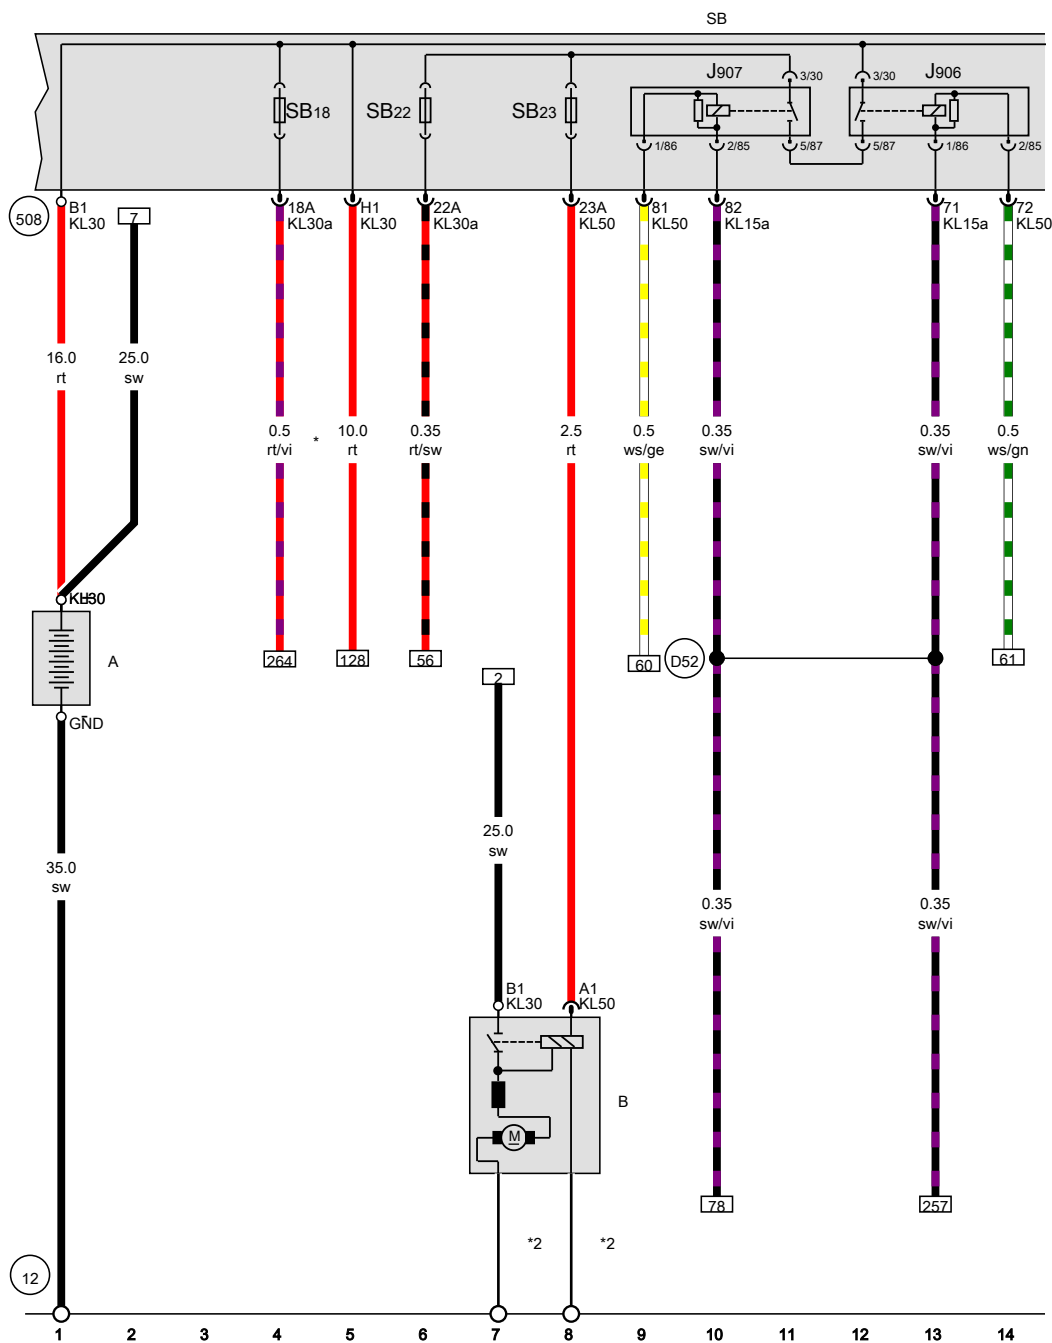 SB
J907
J906
3/30
3/30
SB18
SB22
SB23
1/86
2/85
5/87
5/87
1/86
2/85
508
B1
KL30
7
18A
KL30a
H1
KL30
22A
KL30a
23A
KL50
81
KL50
82
KL15a
71
KL15a
72
KL50
16.0
rt
25.0
sw
0.5
rt/vi
*
10.0
rt
0.35
rt/sw
2.5
rt
0.5
ws/ge
0.35
sw/vi
0.35
sw/vi
0.5
ws/gn
KL30
A
GND
264
128
56
2
60
D52
61
35.0
sw
25.0
sw
0.35
sw/vi
0.35
sw/vi
B1
KL30
A1
KL50
B
M
78
257
*2
*2
12
1 2 3 4 5 6 7 8 9 10 11 12 13 14